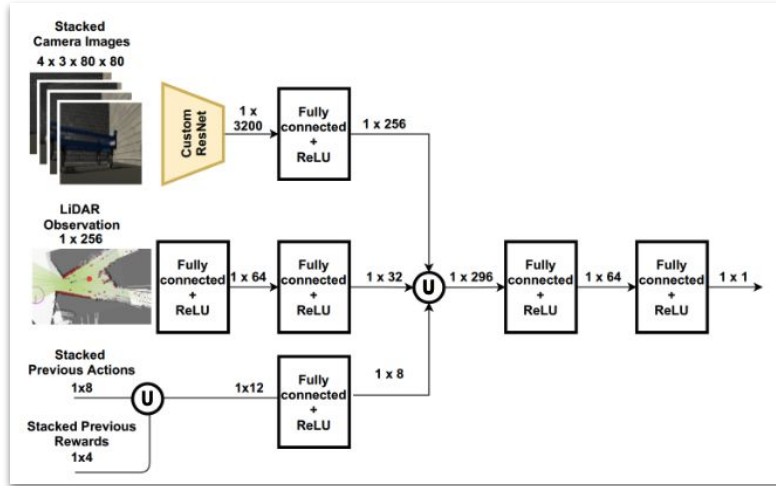 Stacked
Camera Images
4 x 3 x 80 x 80
Custom
ResNet
1 x
3200
Fully
connected
+
ReLU
1 x 256
LiDAR
Observation
1 x 256
Fully
connected
+
ReLU
1 x 64
Fully
connected
+
ReLU
1 x 32
U
1 x 296
Fully
connected
+
ReLU
1 x 64
Fully
connected
+
ReLU
1 x 1
Stacked
Previous Actions
1x8
U
1x12
Fully
connected
+
ReLU
1 x 8
Stacked Previous
Rewards
1x4